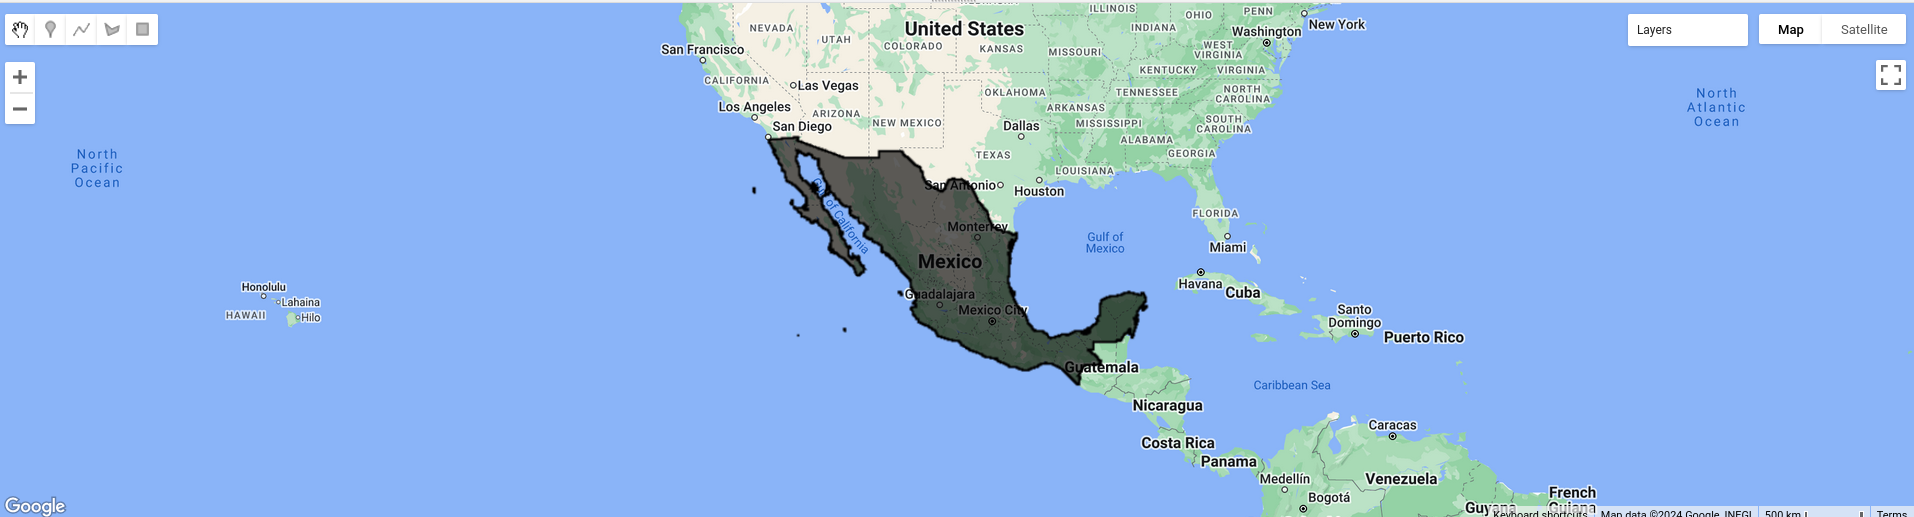 United States
NEVADA
UTAH
COLORADO
KANSAS
ILLINOIS
INDIANA
OHIO
PENN
New York
Washington
MISSOURI
WEST
VIRGINIA
KENTUCKY
VIRGINIA
San Francisco
CALIFORNIA
Las Vegas
Los Angeles
ARIZONA
NEW MEXICO
OKLAHOMA
ARKANSAS
TENNESSEE
NORTH
CAROLINA
SOUTH
CAROLINA
MISSISSIPPI
ALABAMA
GEORGIA
San Diego
Dallas
TEXAS
LOUISIANA
San Antonio
Houston
FLORIDA
Miami
Layers
Map
Satellite
North
Atlantic
Ocean
North
Pacific
Ocean
Gulf of California
Monterrey
Mexico
Guadalajara
Mexico City
Gulf of
Mexico
Havana
Cuba
Santo
Domingo
Puerto Rico
Honolulu
Lahaina
HAWAII
Hilo
Guatemala
Caribbean Sea
Nicaragua
Costa Rica
Panama
Caracas
Medellín
Venezuela
Bogotá
French
Guiana
Guyana
Google
Keyboard shortcuts
Map data ©2024 Google, INEGI
500 km
Terms